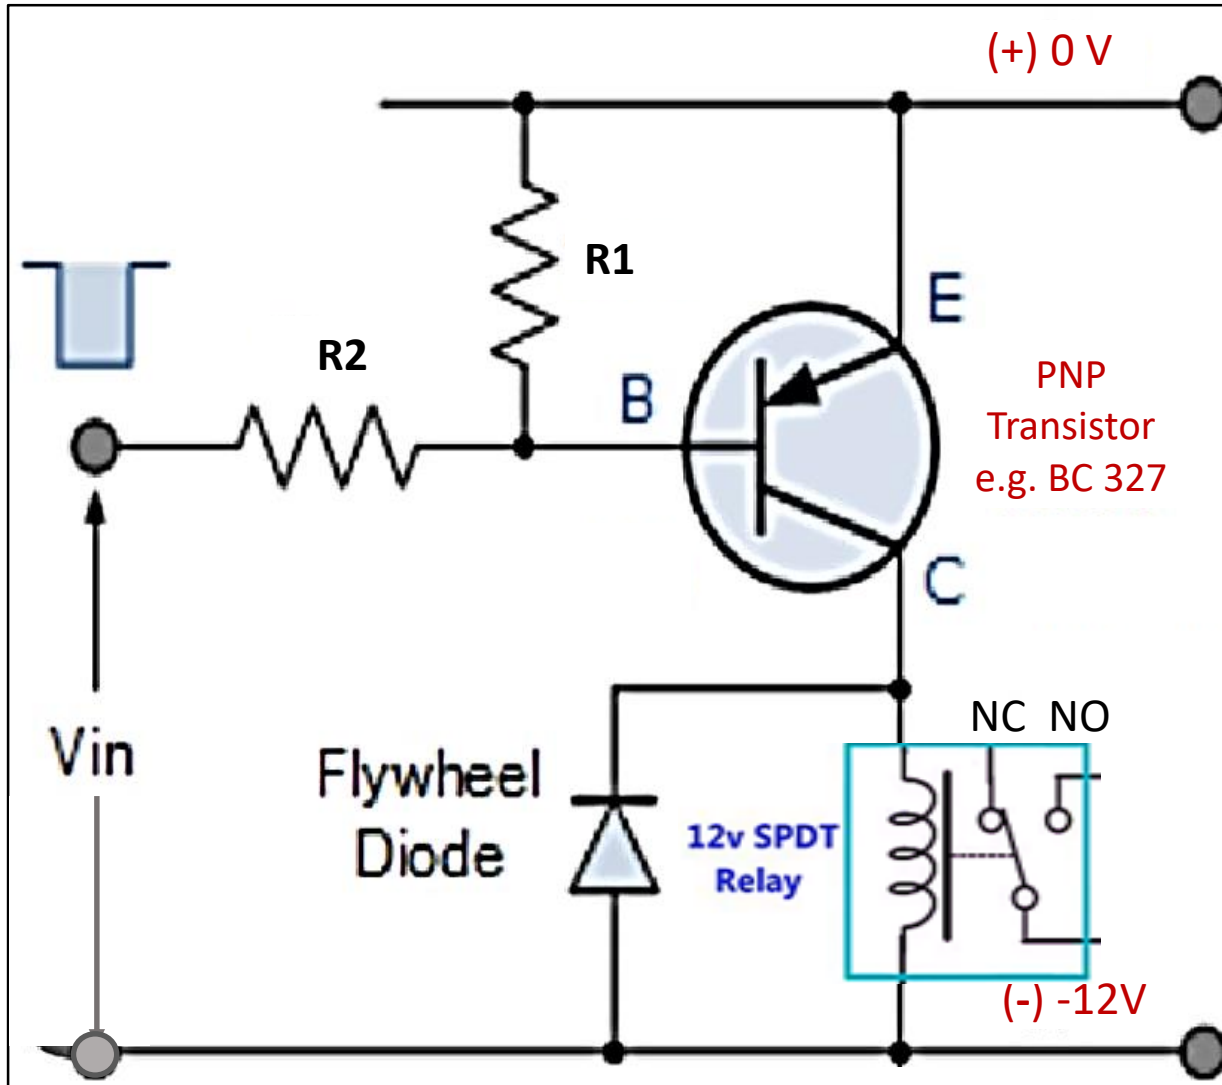 (+) 0 V
R1
E
R2
B
PNP
Transistor
e.g. BC 327
C
Vin
NC NO
Flywheel
Diode
12v SPDT
Relay
(-) -12V